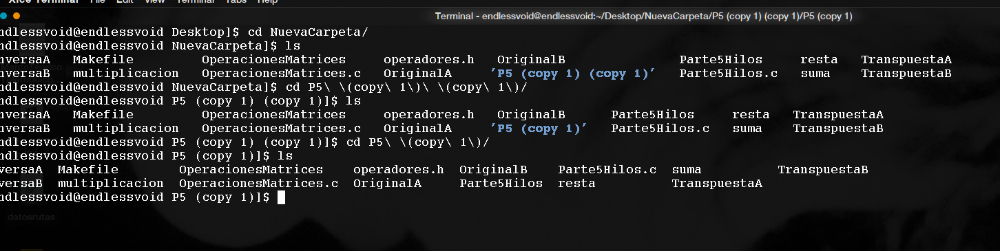 Xfce Terminal File Edit View Terminal Tabs Help
Terminal - endlessvoid@endlessvoid:~/Desktop/NuevaCarpeta/P5 (copy 1) (copy 1)/P5 (copy 1)
ndlessvoid@endlessvoid Desktop]$ cd NuevaCarpeta/
ndlessvoid@endlessvoid NuevaCarpeta]$ ls
nversaA Makefile OperacionesMatrices operadores.h OriginalB Parte5Hilos resta TranspuestaA
nversaB multiplicacion OperacionesMatrices.c OriginalA 'P5 (copy 1) (copy 1)' Parte5Hilos.c suma TranspuestaB
ndlessvoid@endlessvoid NuevaCarpeta]$ cd P5\ \(copy\ 1\)\ \(copy\ 1\)/
ndlessvoid@endlessvoid P5 (copy 1) (copy 1)]$ ls
nversaA Makefile OperacionesMatrices operadores.h OriginalB Parte5Hilos resta TranspuestaA
nversaB multiplicacion OperacionesMatrices.c OriginalA 'P5 (copy 1)' Parte5Hilos.c suma TranspuestaB
ndlessvoid@endlessvoid P5 (copy 1) (copy 1)]$ cd P5\ \(copy\ 1\)/
ndlessvoid@endlessvoid P5 (copy 1)]$ ls
versaA Makefile OperacionesMatrices operadores.h OriginalB Parte5Hilos.c suma TranspuestaB
versaB multiplicacion OperacionesMatrices.c OriginalA Parte5Hilos resta TranspuestaA
ndlessvoid@endlessvoid P5 (copy 1)]$
datosrutas